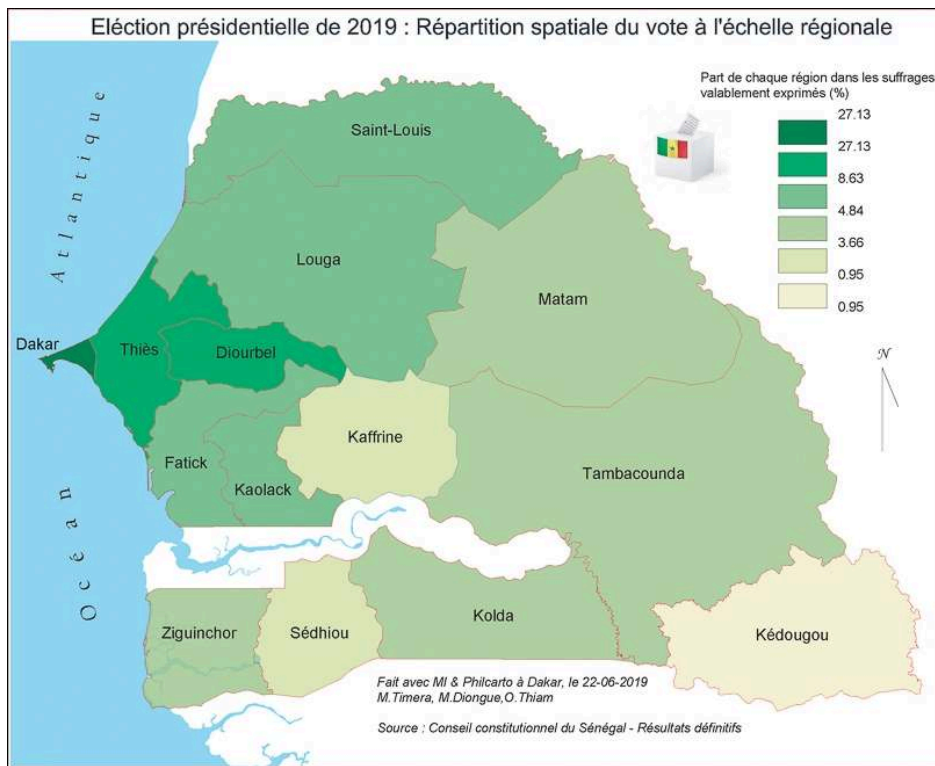 Eléction présidentielle de 2019 : Répartition spatiale du vote à l'échelle régionale
Part de chaque région dans les suffrages
valablement exprimés (%)
27.13
27.13
8.63
4.84
3.66
0.95
0.95
Saint-Louis
Atlantique
Louga
Matam
Dakar
Thiès
Diourbel
N
Kaffrine
Fatick
Kaolack
Tambacounda
Océan
Ziguinchor
Sédhiou
Kolda
Kédougou
Fait avec MI & Philcarto à Dakar, le 22-06-2019
M.Timera, M.Diongue,O.Thiam
Source : Conseil constitutionnel du Sénégal - Résultats définitifs